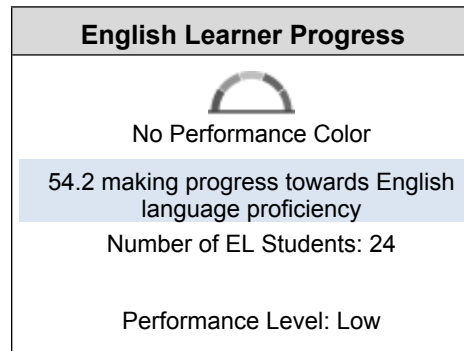 English Learner Progress
No Performance Color
54.2 making progress towards English
language proficiency
Number of EL Students: 24
Performance Level: Low